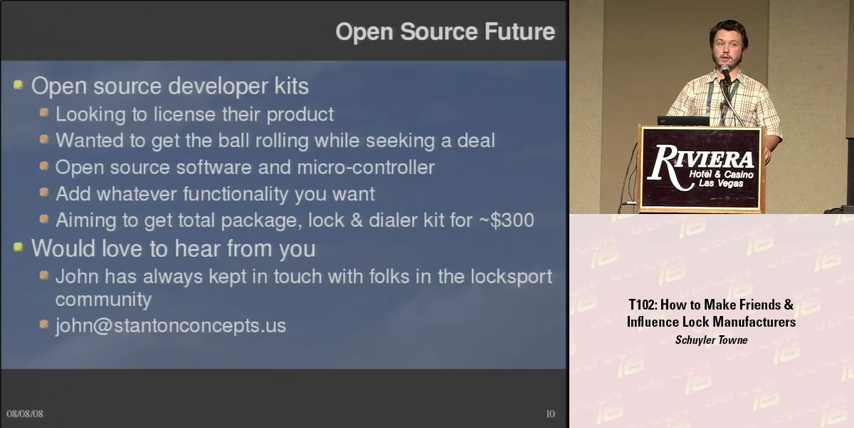 Open Source Future
Open source developer kits
Looking to license their product
Wanted to get the ball rolling while seeking a deal
Open source software and micro-controller
Add whatever functionality you want
Aiming to get total package, lock & dialer kit for ~$300
Would love to hear from you
John has always kept in touch with folks in the locksport
community
john@stantonconcepts.us
08/08/08
10
RIVIERA
Hotel & Casino
Las Vegas
T102: How to Make Friends &
Influence Lock Manufacturers
Schuyler Towne